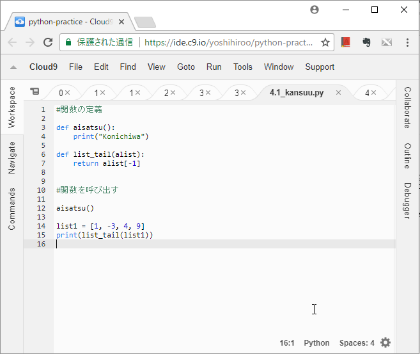 python-practice - Cloud9
保護された通信 https://ide.c9.io/yoshihiroo/python-prac...
Cloud9 File Edit Find View Goto Run Tools Window Support
0 1 2 3 3 4.1_kansuu.py 4
Workspace
Navigate
Commands
Collaborate
Outline
Debugger
1 #関数の定義
2
3 def aisatsu():
4 print("Konichiwa")
5
6 def list_tail(alist):
7 return alist[-1]
8
9
10 #関数を呼び出す
11
12 aisatsu()
13
14 list1 = [1, -3, 4, 9]
15 print(list_tail(list1))
16
16:1 Python Spaces: 4